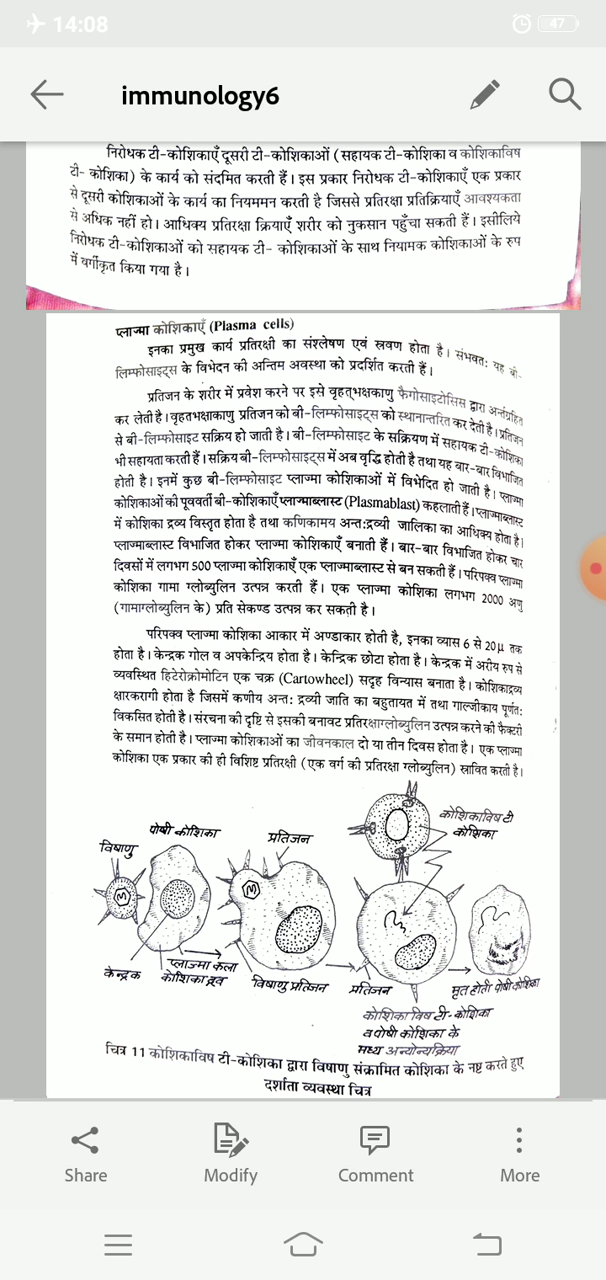 14:08
47
immunology6
निरोधक टी-कोशिकाएँ दूसरी टी-कोशिकाओं (सहायक टी-कोशिका व कोशिकाविष
टी- कोशिका) के कार्य को संदमित करती हैं। इस प्रकार निरोधक टी-कोशिकाएँ एक प्रकार
से दूसरी कोशिकाओं के कार्य का नियममन करती है जिससे प्रतिरक्षा प्रतिक्रियाएँ आवश्यकता
से अधिक नहीं हो। आधिक्य प्रतिरक्षा क्रियाएँ शरीर को नुकसान पहुँचा सकती हैं। इसीलिये
निरोधक टी-कोशिकाओं को सहायक टी- कोशिकाओं के साथ नियामक कोशिकाओं के रुप
में वर्गीकृत किया गया है।
प्लाज्मा कोशिकाएँ (Plasma cells)
इनका प्रमुख कार्य प्रतिरक्षी का संश्लेषण एवं स्रवण होता है। संभवतः यह बी-
लिम्फोसाइट्स के विभेदन की अन्तिम अवस्था को प्रदर्शित करती हैं।
प्रतिजन के शरीर में प्रवेश करने पर इसे वृहत्भक्षकाणु फैगोसाइटोसिस द्वारा अर्न्तग्रहित
कर लेती है। वृहतभक्षाकाणु प्रतिजन को बी-लिम्फोसाइट्स को स्थानान्तरित कर देती है। प्रतिजन
से बी-लिम्फोसाइट सक्रिय हो जाती है। बी-लिम्फोसाइट के सक्रियण में सहायक टी-कोशिका
भी सहायता करती हैं। सक्रिय बी-लिम्फोसाइट्स में अब वृद्धि होती है तथा यह बार-बार विभाजित
होती है। इनमें कुछ बी-लिम्फोसाइट प्लाज्मा कोशिकाओं में विभेदित हो जाती है। प्लाज्मा
कोशिकाओं की पूववर्ती बी-कोशिकाएँ प्लाज्माब्लास्ट (Plasmablast) कहलाती हैं। प्लाज्माब्लास्ट
में कोशिका द्रव्य विस्तृत होता है तथा कणिकामय अन्त:द्रव्यी जालिका का आधिक्य होता है।
प्लाज्माब्लास्ट विभाजित होकर प्लाज्मा कोशिकाएँ बनाती हैं। बार-बार विभाजित होकर चार
दिवसों में लगभग 500 प्लाज्मा कोशिकाएँ एक प्लाज्माब्लास्ट से बन सकती हैं। परिपक्व प्लाज्मा
कोशिका गामा ग्लोब्युलिन उत्पन्न करती हैं। एक प्लाज्मा कोशिका लगभग 2000 अणु
(गामाग्लोब्युलिन के) प्रति सेकण्ड उत्पन्न कर सकती है।
परिपक्व प्लाज्मा कोशिका आकार में अण्डाकार होती है, इनका व्यास 6 से 20µ तक
होता है। केन्द्रक गोल व अपकेन्द्रिय होता है। केन्द्रिक छोटा होता है। केन्द्रक में अरीय रुप से
व्यवस्थित हिटेरोक्रोमोटिन एक चक्र (Cartowheel) सदृह विन्यास बनाता है। कोशिकाद्रव्य
क्षारकरागी होता है जिसमें कणीय अन्त: द्रव्यी जाति का बहुतायत में तथा गाल्जीकाय पूर्णत:
विकसित होती है। संरचना की दृष्टि से इसकी बनावट प्रतिरक्षाग्लोब्युलिन उत्पन्न करने की फैक्टरी
के समान होती है। प्लाज्मा कोशिकाओं का जीवनकाल दो या तीन दिवस होता है। एक प्लाज्मा
कोशिका एक प्रकार की ही विशिष्ट प्रतिरक्षी (एक वर्ग की प्रतिरक्षा ग्लोब्युलिन) स्रावित करती है।
विषाणु
पोषी कोशिका
प्रतिजन
कोशिकाविष टी
कोशिका
केन्द्रक
प्लाज्मा कला
कोशिका द्रव
विषाणु प्रतिजन
प्रतिजन
मृत होती पोषी कोशिका
कोशिका विष टी-कोशिका
व पोषी कोशिका के
मध्य अन्योन्यक्रिया
चित्र 11 कोशिकाविष टी-कोशिका द्वारा विषाणु संक्रामित कोशिका के नष्ट करते हुए
दर्शाता व्यवस्था चित्र
Share
Modify
Comment
More